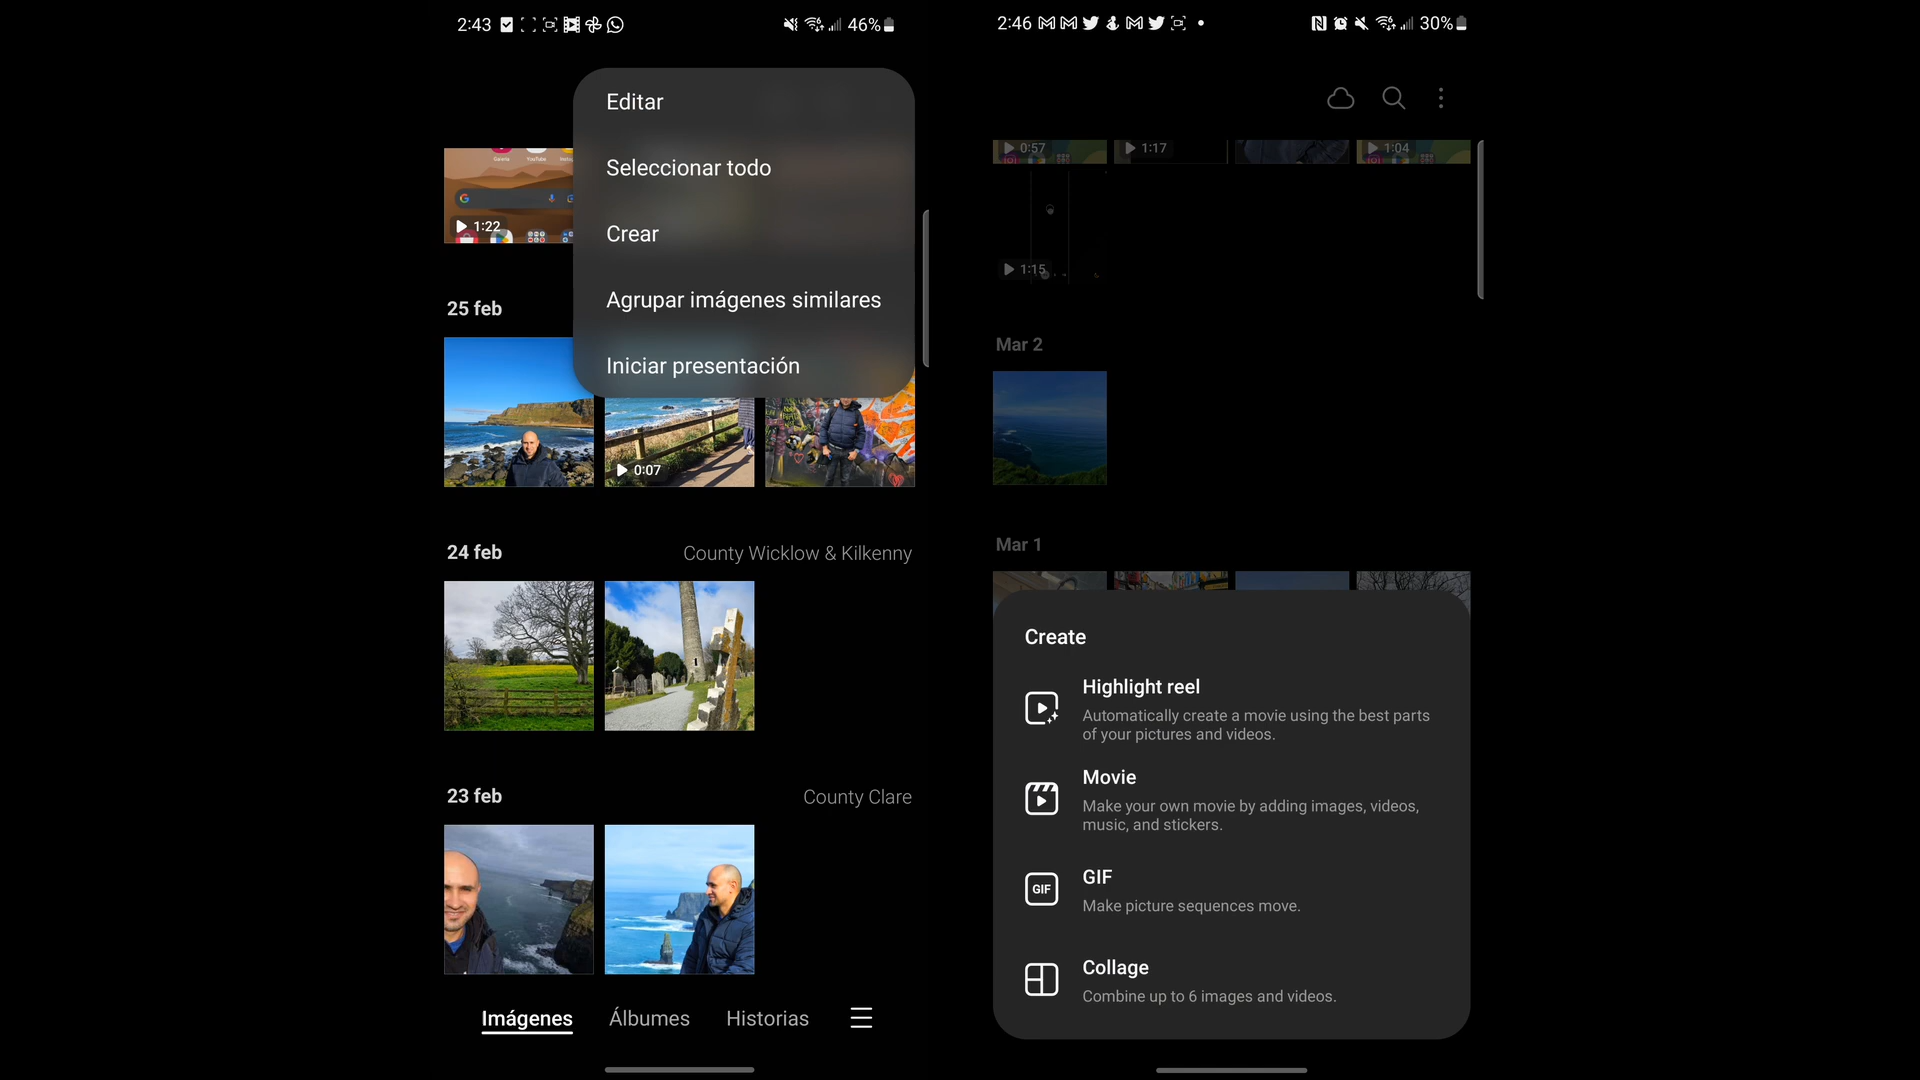 2:43
46%
Editar
Seleccionar todo
Crear
Agrupar imágenes similares
Iniciar presentación
Galería YouTube
1:22
25 feb
0:07
24 feb County Wicklow & Kilkenny
23 feb County Clare
Imágenes Álbumes Historias
2:46
30%
0:57 1:17 1:04
1:15
Mar 2
Mar 1
Create
Highlight reel
Automatically create a movie using the best parts
of your pictures and videos.
Movie
Make your own movie by adding images, videos,
music, and stickers.
GIF
GIF
Make picture sequences move.
Collage
Combine up to 6 images and videos.